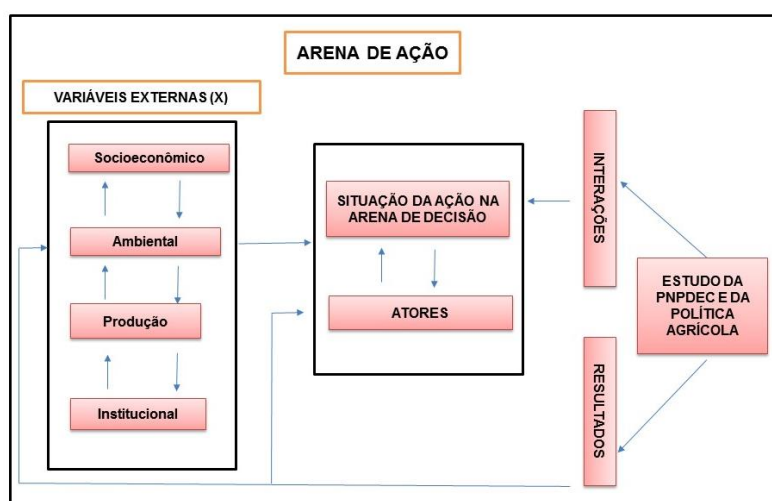 ARENA DE AÇÃO
VARIÁVEIS EXTERNAS (X)
Socioeconômico
Ambiental
Produção
Institucional
SITUAÇÃO DA AÇÃO NA
ARENA DE DECISÃO
ATORES
INTERAÇÕES
RESULTADOS
ESTUDO DA
PNPDEC E DA
POLÍTICA
AGRÍCOLA